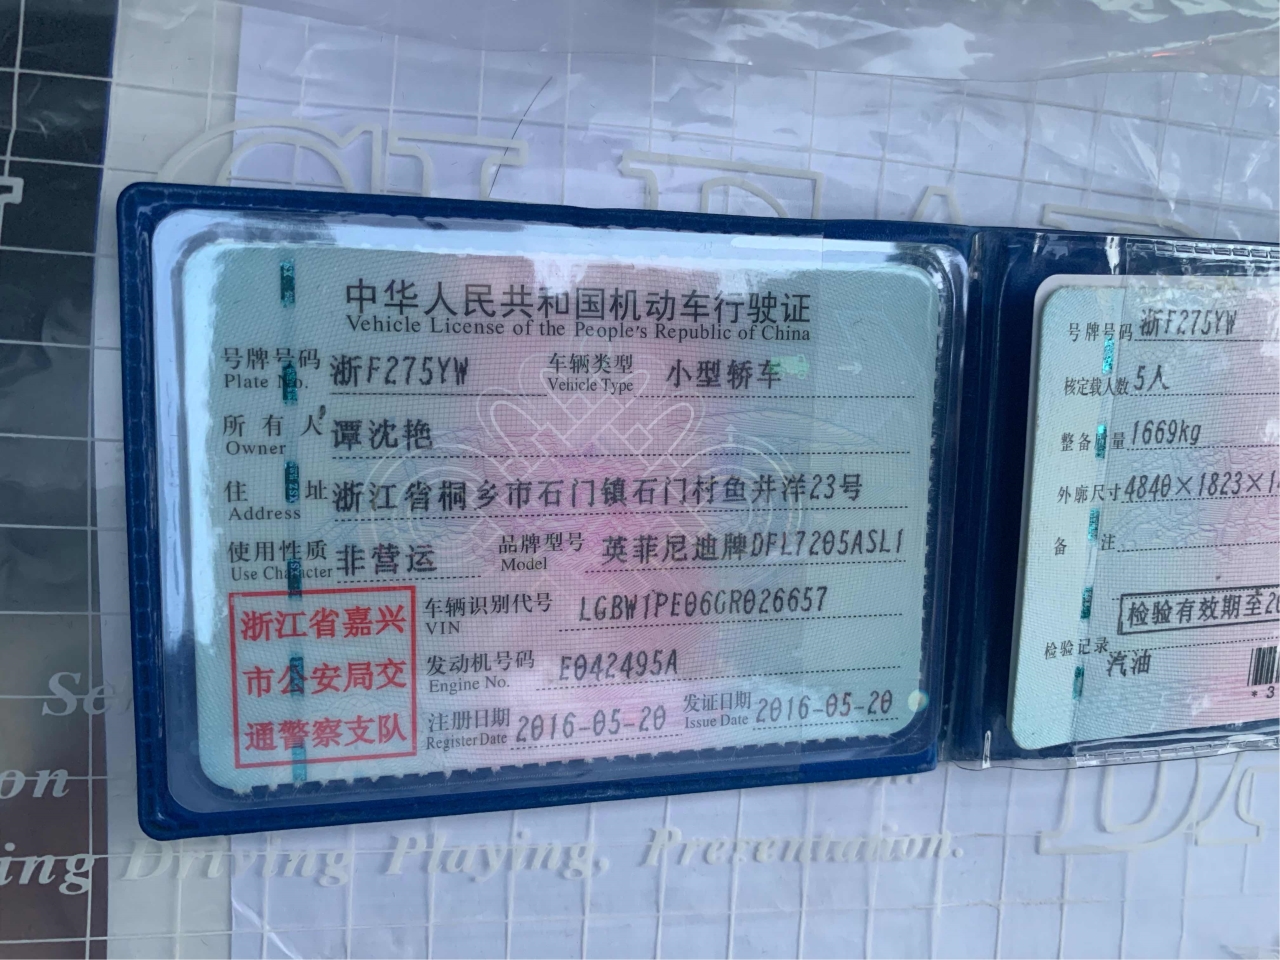 中华人民共和国机动车行驶证
Vehicle License of the People's Republic of China
号牌号码 浙F275YW 车辆类型 小型轿车
Plate No. Vehicle Type
所有人 谭沈艳
Owner
住址 浙江省桐乡市石门镇石门村鱼井洋23号
Address
使用性质 非营运 品牌型号 英菲尼迪牌DFL7205ASL1
Use Character Model
浙江省嘉兴
市公安局交
通警察支队
车辆识别代号 LGBW1PE06GR026657
VIN
发动机号码 E042495A
Engine No.
注册日期 2016-05-20 发证日期 2016-05-20
Register Date Issue Date
号牌号码 浙F275YW
核定载人数 5人
整备质量 1669kg
外廓尺寸 4840×1823×1
备注
检验有效期至20
检验记录
汽油
*3
Se
on
ing Driving Playing, Presentation.